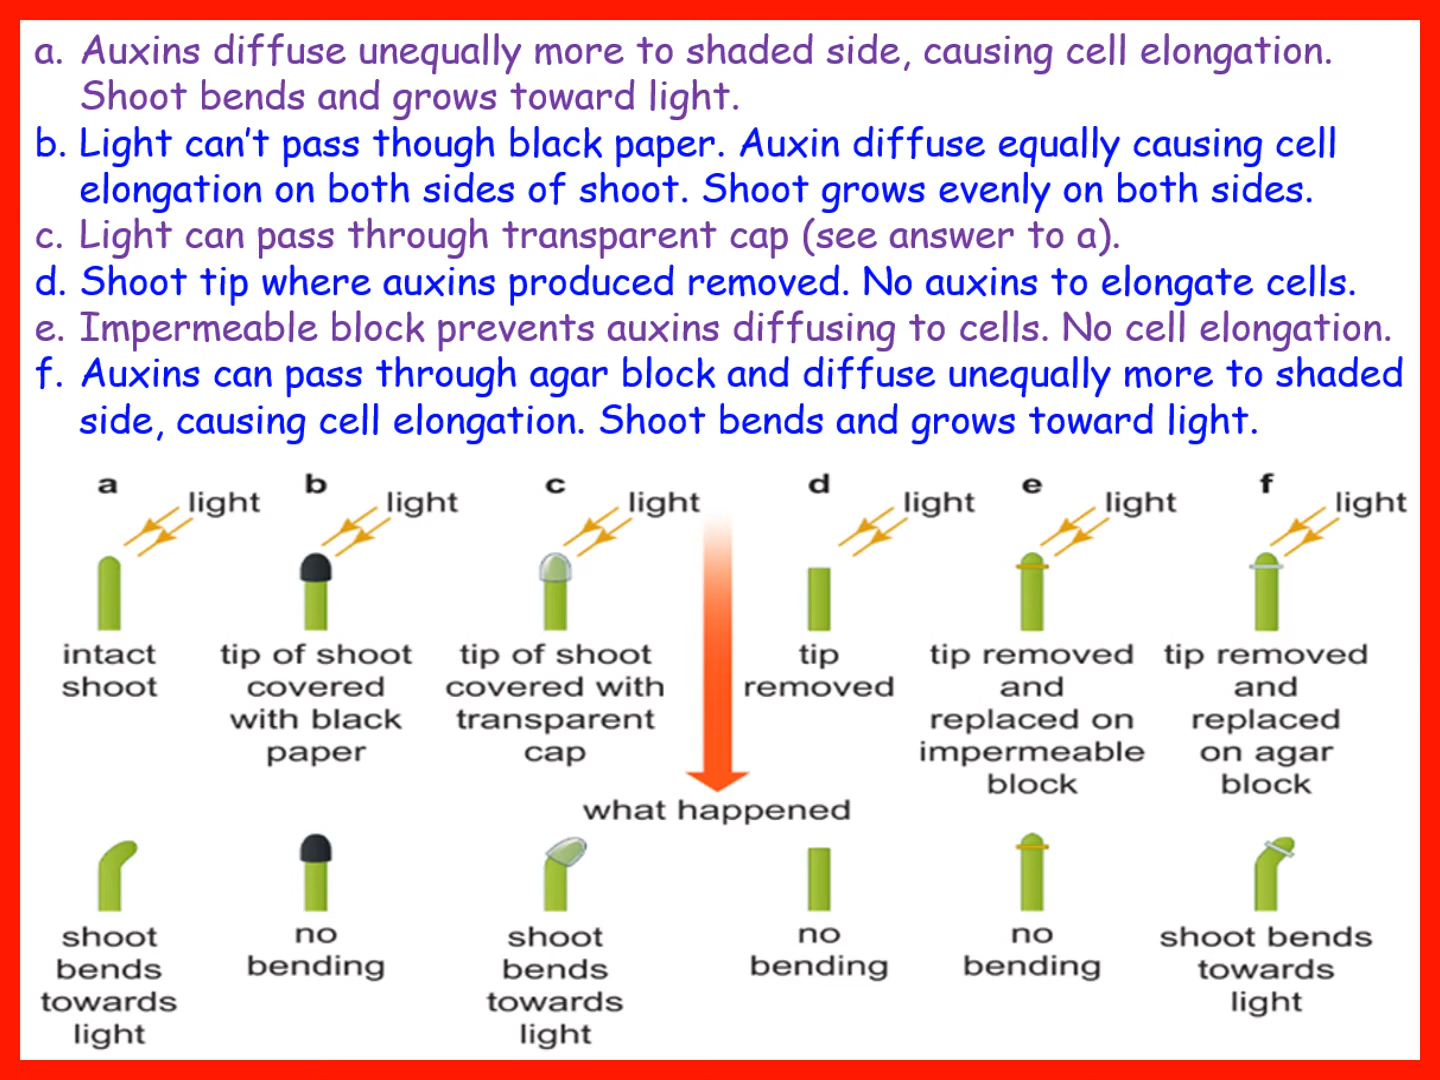 a. Auxins diffuse unequally more to shaded side, causing cell elongation.
Shoot bends and grows toward light.
b. Light can't pass though black paper. Auxin diffuse equally causing cell
elongation on both sides of shoot. Shoot grows evenly on both sides.
c. Light can pass through transparent cap (see answer to a).
d. Shoot tip where auxins produced removed. No auxins to elongate cells.
e. Impermeable block prevents auxins diffusing to cells. No cell elongation.
f. Auxins can pass through agar block and diffuse unequally more to shaded
side, causing cell elongation. Shoot bends and grows toward light.
a
light
intact
shoot
b
light
tip of shoot
covered
with black
paper
c
light
tip of shoot
covered with
transparent
cap
d
light
tip
removed
e
light
tip removed
and
replaced on
impermeable
block
f
light
tip removed
and
replaced
on agar
block
what happened
shoot
bends
towards
light
no
bending
shoot
bends
towards
light
no
bending
no
bending
shoot bends
towards
light